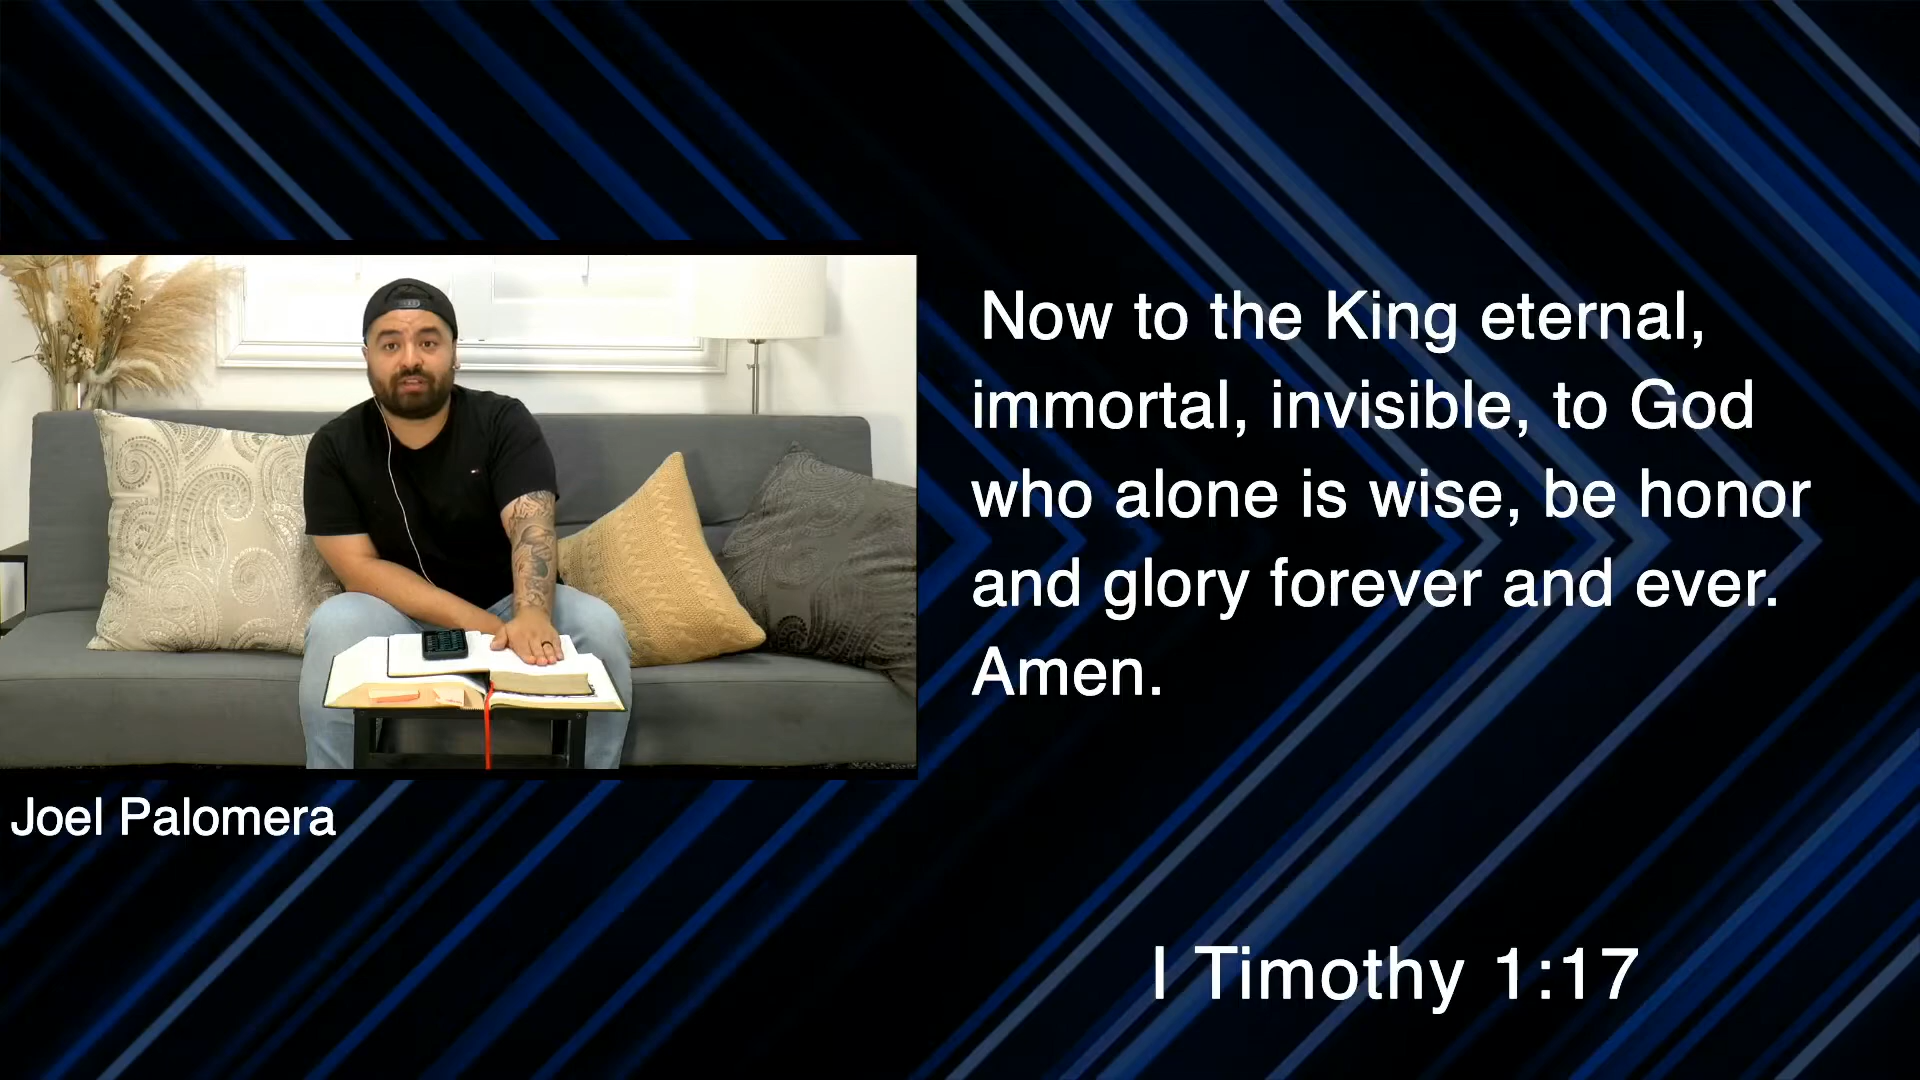 Now to the King eternal,
immortal, invisible, to God
who alone is wise, be honor
and glory forever and ever.
Amen.
Joel Palomera
I Timothy 1:17